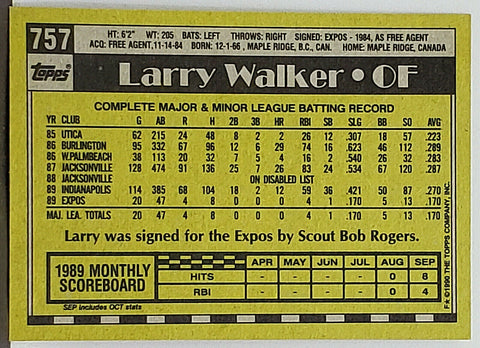 757
HT: 6'2" WT: 205 BATS: LEFT THROWS: RIGHT SIGNED: EXPOS - 1984, AS FREE AGENT
ACQ: FREE AGENT, 11-14-84 BORN: 12-1-66, MAPLE RIDGE, B.C., CAN. HOME: MAPLE RIDGE, CANADA
Topps
Larry Walker • OF
COMPLETE MAJOR & MINOR LEAGUE BATTING RECORD
YR CLUB G AB R H 2B 3B HR RBI SB SLG BB SO AVG
85 UTICA 62 215 24 48 8 2 2 26 12 .307 18 57 .223
86 BURLINGTON 95 332 67 96 12 6 29 74 16 .623 46 112 .289
86 W.PALMBEACH 38 113 20 32 7 5 4 16 2 .540 26 32 .283
87 JACKSONVILLE 128 474 91 136 25 7 26 83 24 .534 67 120 .287
88 JACKSONVILLE ON DISABLED LIST
89 INDIANAPOLIS 114 385 68 104 18 2 12 59 36 .421 50 87 .270
89 EXPOS 20 47 4 8 0 0 0 4 1 .170 5 13 .170
MAJ. LEA. TOTALS 20 47 4 8 0 0 0 4 1 .170 5 13 .170
Larry was signed for the Expos by Scout Bob Rogers.
1989 MONTHLY SCOREBOARD
APR MAY JUN JUL AUG SEP
HITS 0 8
RBI 0 4
SEP includes OCT stats
F* ©1990 THE TOPPS COMPANY, INC.